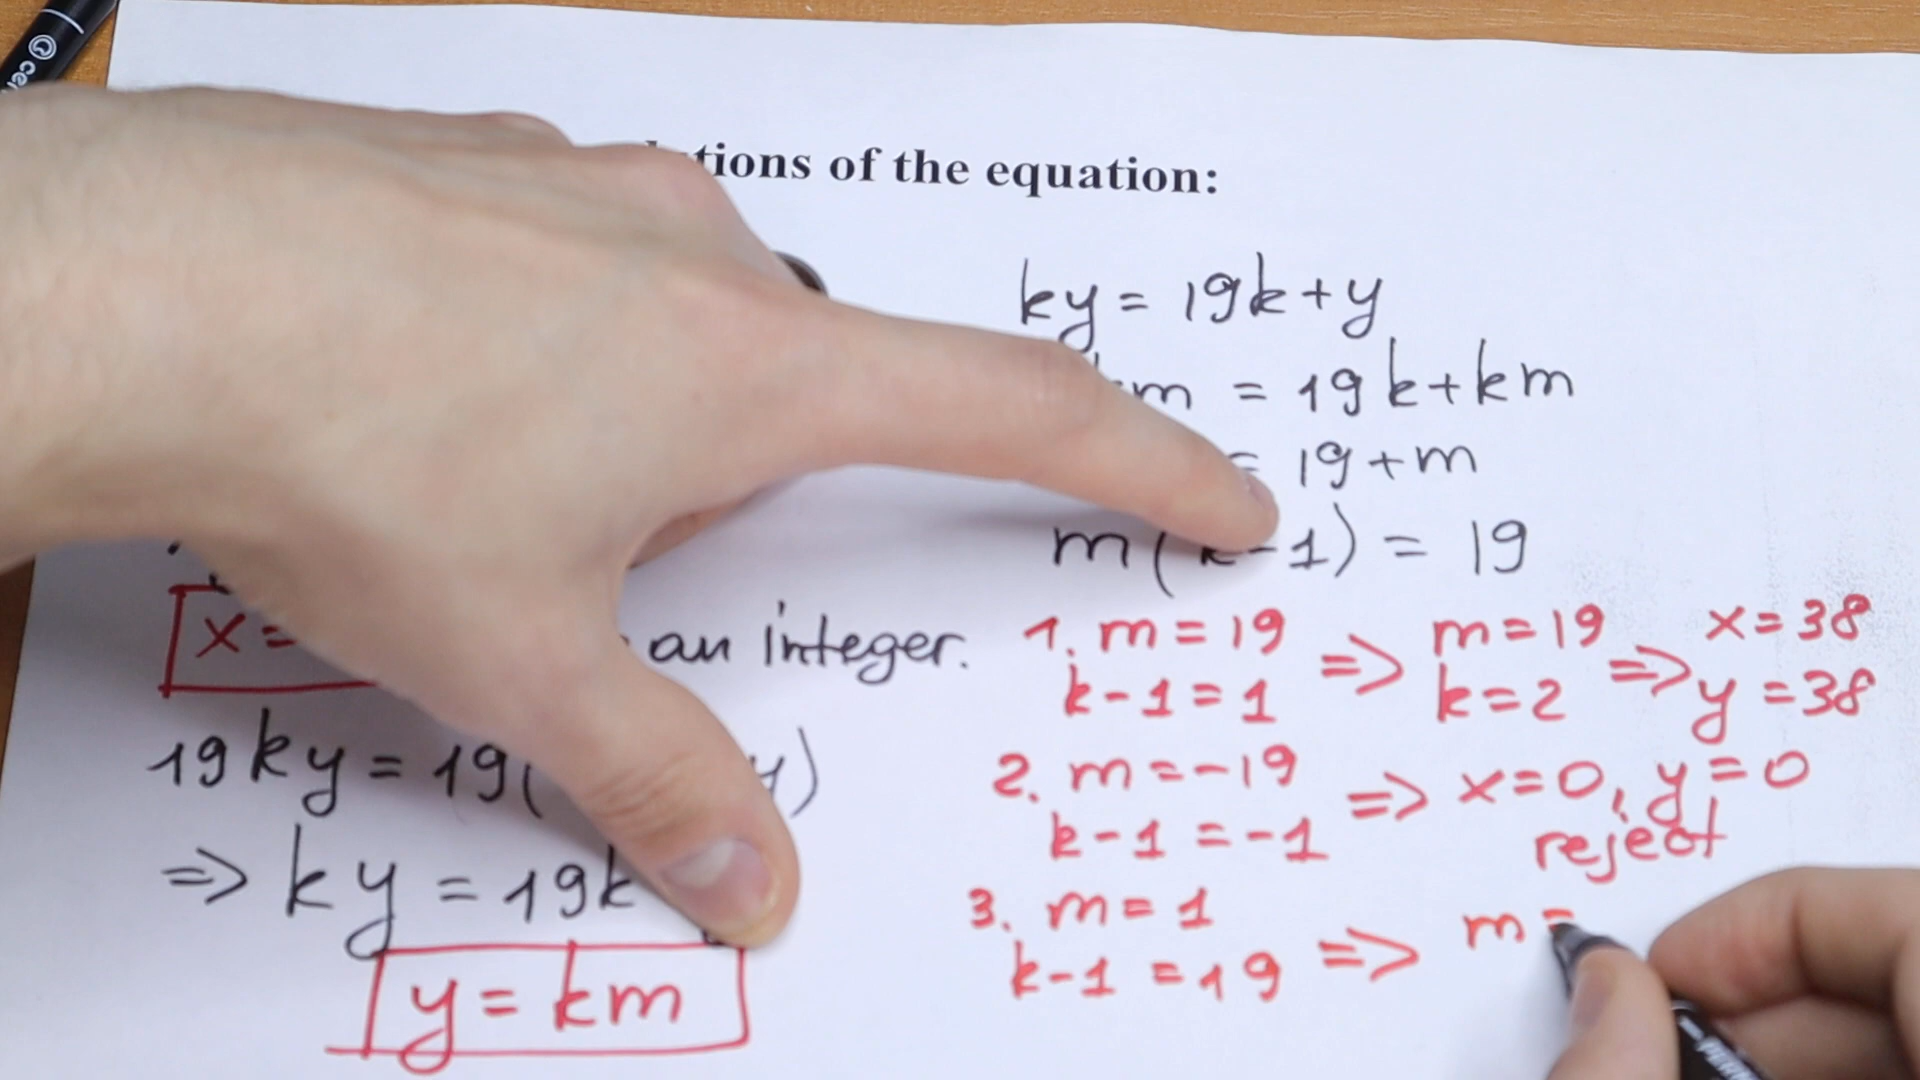 tions of the equation:
x=
an integer.
19ky = 19( y)
=> ky = 19k
y = km
ky = 19k+y
m = 19k+km
= 19+m
m(k-1) = 19
1. m = 19 => m = 19 => x = 38
k-1 = 1 k = 2 y = 38
2. m = -19 => x = 0, y = 0
k-1 = -1 reject
3. m = 1 => m =
k-1 = 19